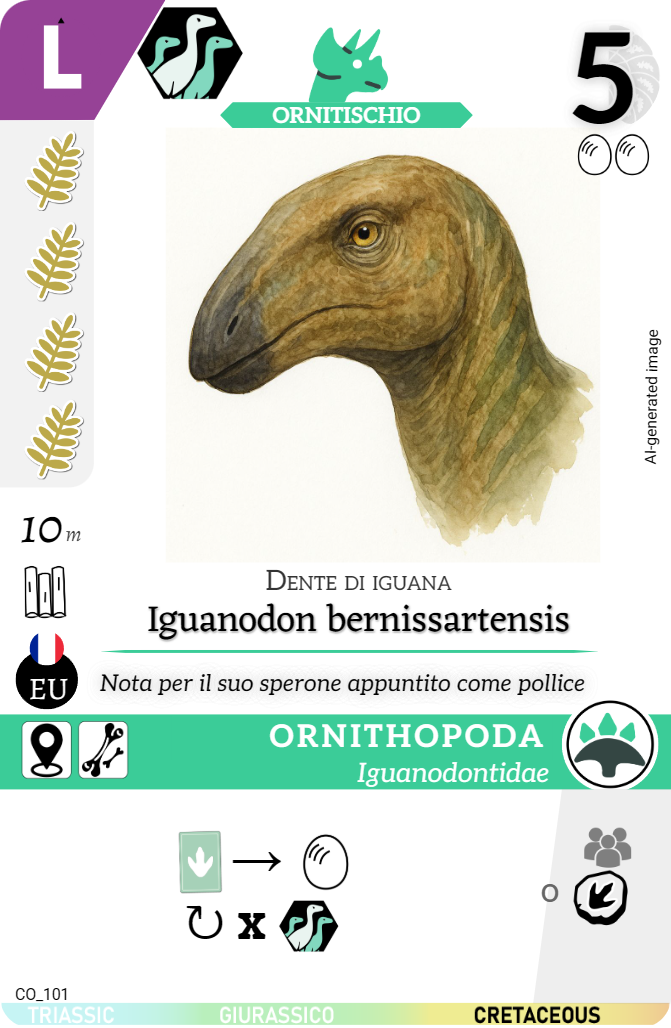 L
5
ORNITISCHIO
AI-generated image
10 m
Dente di iguana
Iguanodon bernissartensis
EU
Nota per il suo sperone appuntito come pollice
ORNITHOPODA
Iguanodontidae
x
O
CO_101
TRIASSIC GIURASSICO CRETACEOUS